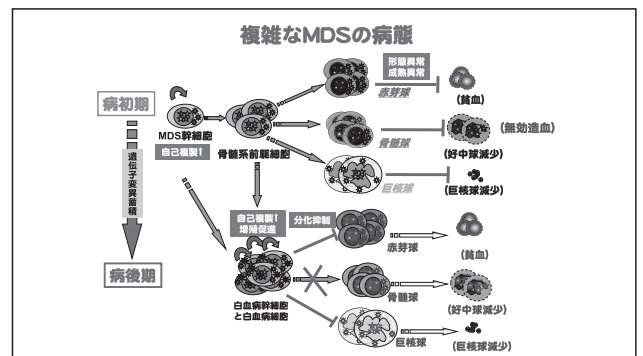 複雑なMDSの病態
病初期
遺伝子変異蓄積
病後期
MDS幹細胞
自己複製↑
骨髄系前駆細胞
形態異常
成熟異常
赤芽球
(貧血)
骨髄球
(無効造血)
(好中球減少)
巨核球
(巨核球減少)
自己複製↑
増殖促進
分化抑制
白血病幹細胞
と白血病細胞
赤芽球
(貧血)
骨髄球
(好中球減少)
巨核球
(巨核球減少)